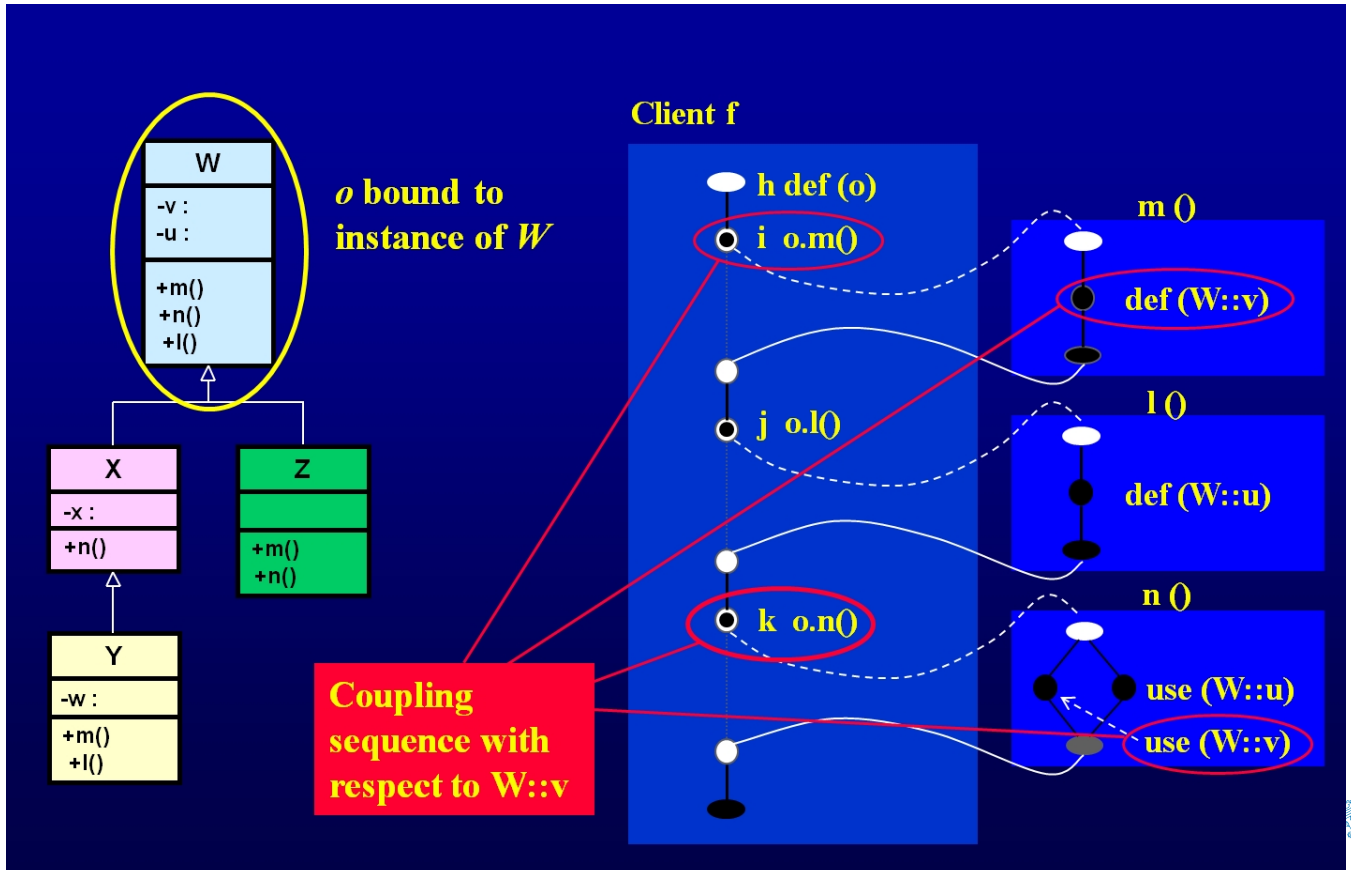 Client f
W
-v :
-u :
+m()
+n()
+l()
o bound to
instance of W
X
-x :
+n()
Z
+m()
+n()
Y
-w :
+m()
+l()
Coupling
sequence with
respect to W::v
h def (o)
i o.m()
j o.l()
k o.n()
m ()
def (W::v)
l ()
def (W::u)
n ()
use (W::u)
use (W::v)